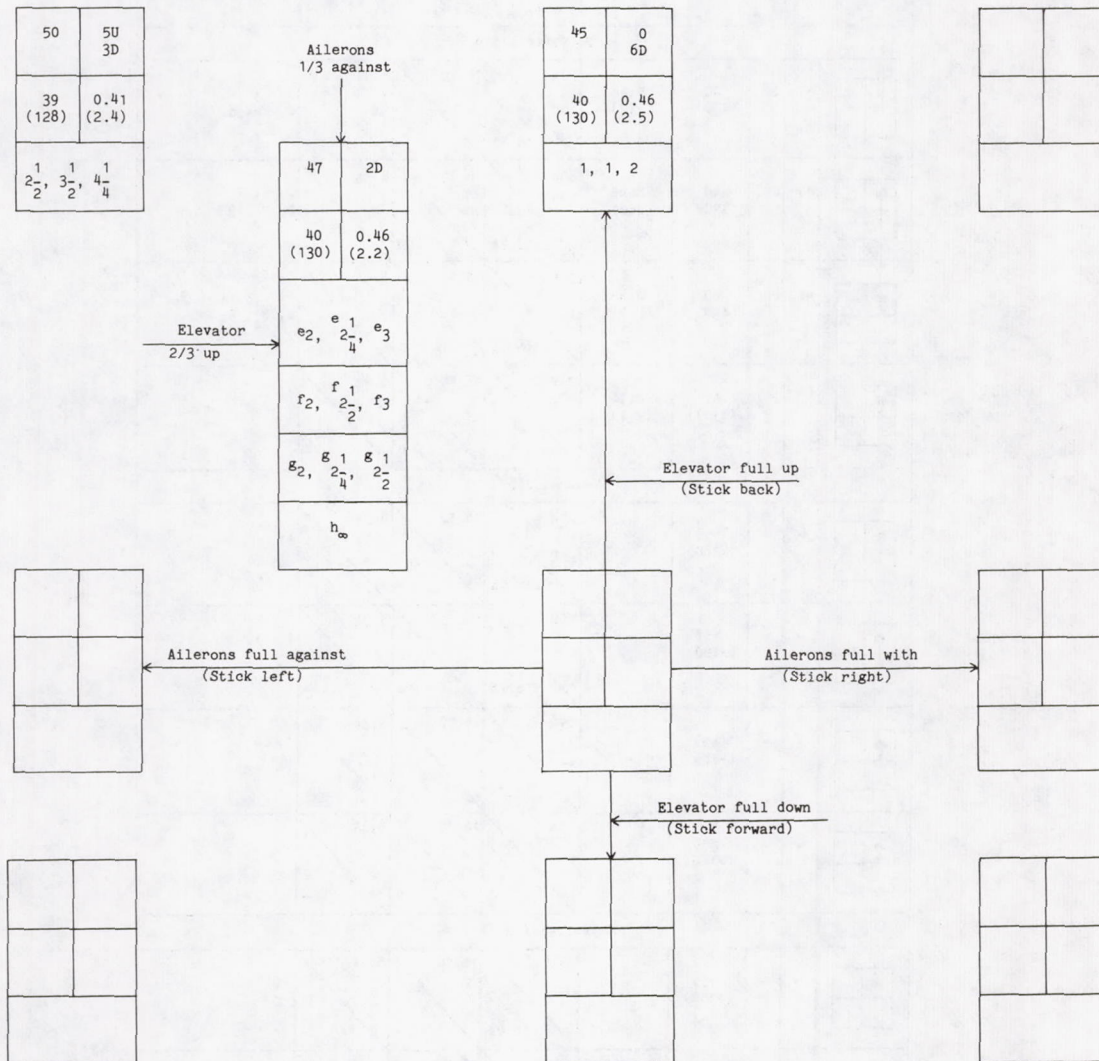 50 5U
3D
39 0.41
(128) (2.4)
2 1/2, 3 1/2, 4 1/4
Ailerons
1/3 against
45 0
6D
40 0.46
(130) (2.5)
1, 1, 2
47 2D
40 0.46
(130) (2.2)
Elevator
2/3 up
e2, e2 1/4, e3
f2, f2 1/2, f3
g2, g2 1/4, g2 1/2
h∞
Elevator full up
(Stick back)
Ailerons full against
(Stick left)
Ailerons full with
(Stick right)
Elevator full down
(Stick forward)